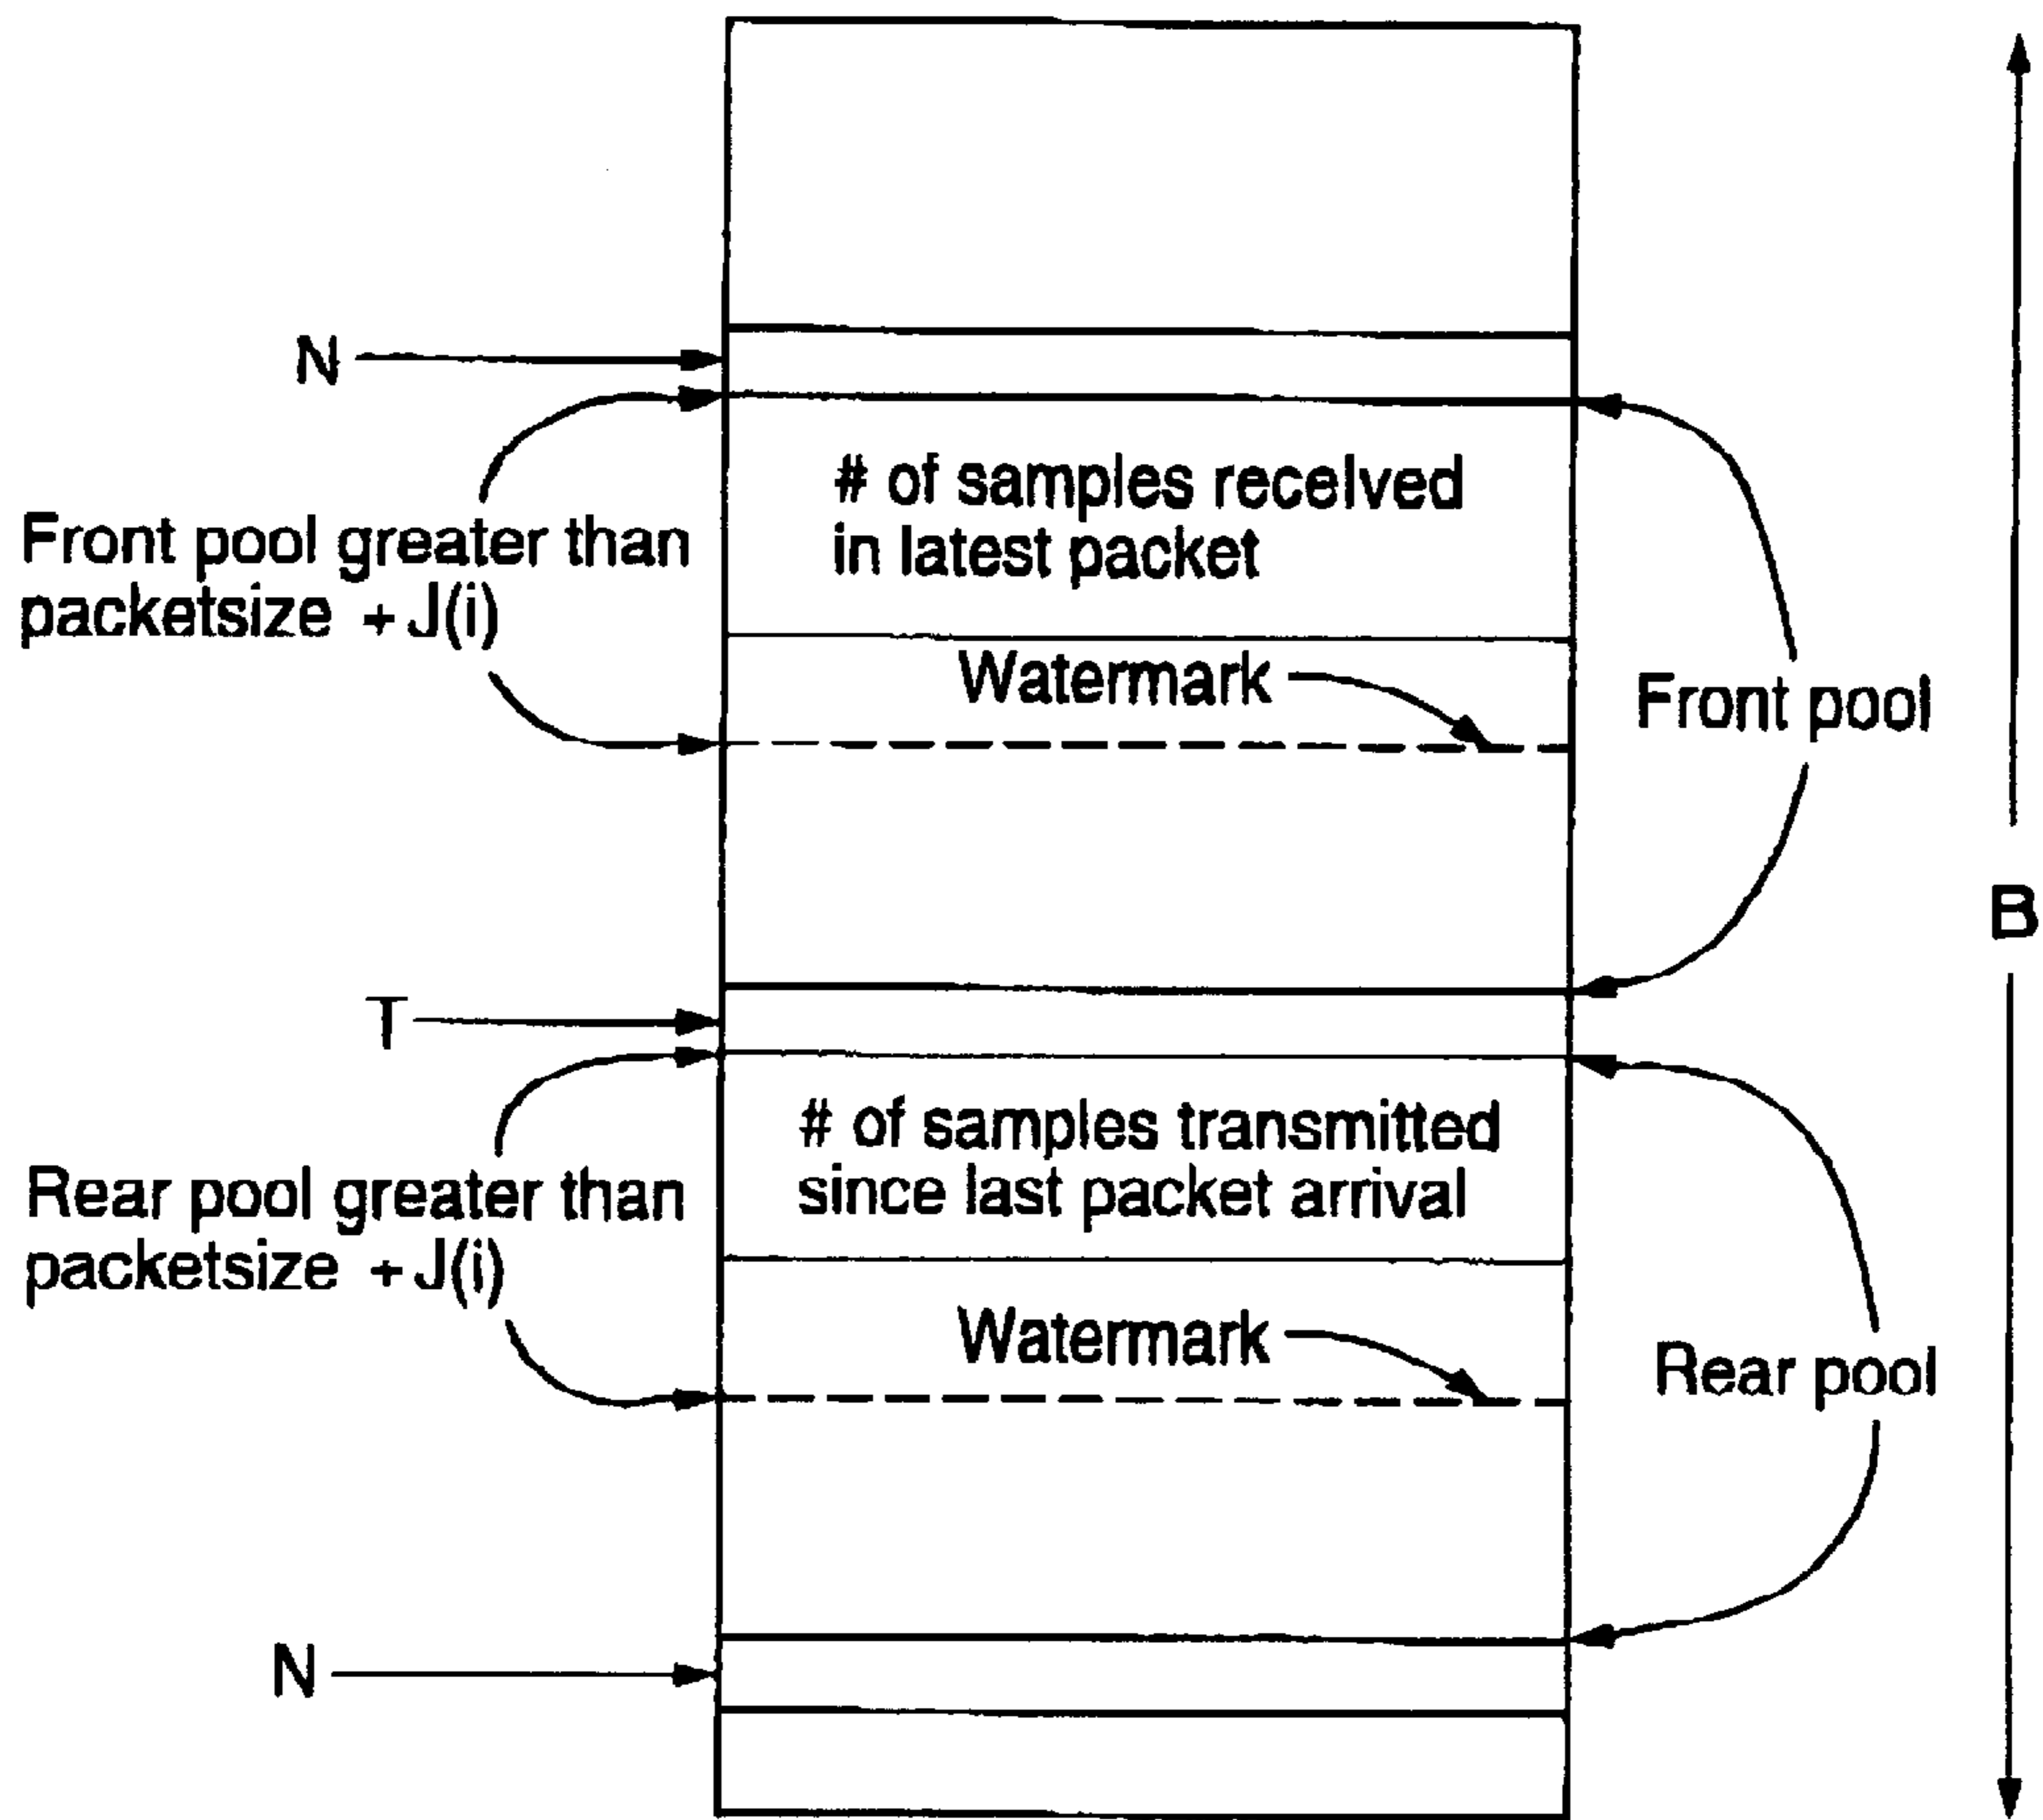 N
# of samples received
in latest packet
Front pool greater than
packetsize + J(i)
Watermark
Front pool
B
T
# of samples transmitted
since last packet arrival
Rear pool greater than
packetsize + J(i)
Watermark
Rear pool
N